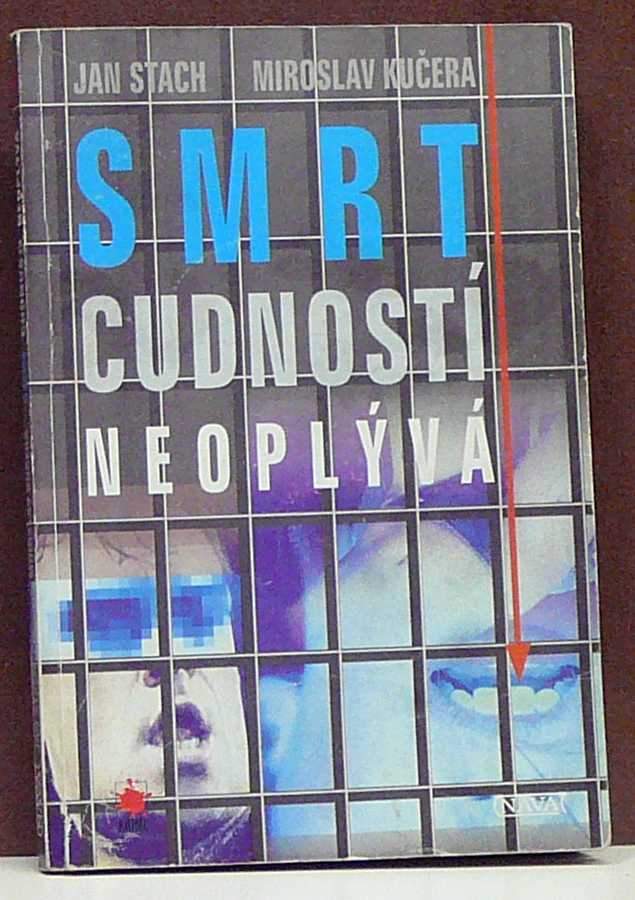 JAN STACH MIROSLAV KUČERA
SMRT
CUDNOSTÍ
NEOPLÝVÁ
NAVA